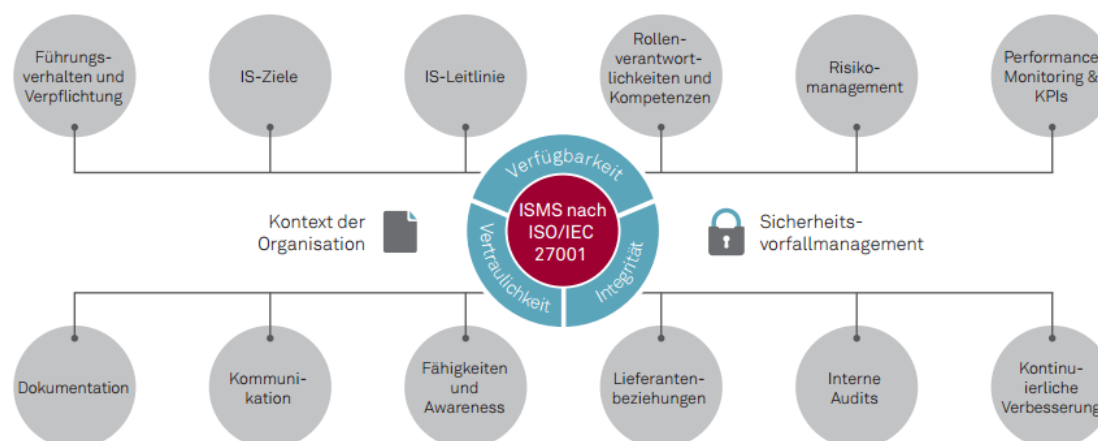 Führungs-
verhalten und
Verpflichtung
IS-Ziele
IS-Leitlinie
Rollen-
verantwort-
lichkeiten und
Kompetenzen
Risiko-
management
Performance
Monitoring &
KPIs
Verfügbarkeit
Kontext der
Organisation
ISMS nach
ISO/IEC
27001
Vertraulichkeit
Integrität
Sicherheits-
vorfallmanagement
Dokumentation
Kommuni-
kation
Fähigkeiten
und
Awareness
Lieferanten-
beziehungen
Interne
Audits
Kontinu-
ierliche
Verbesserung